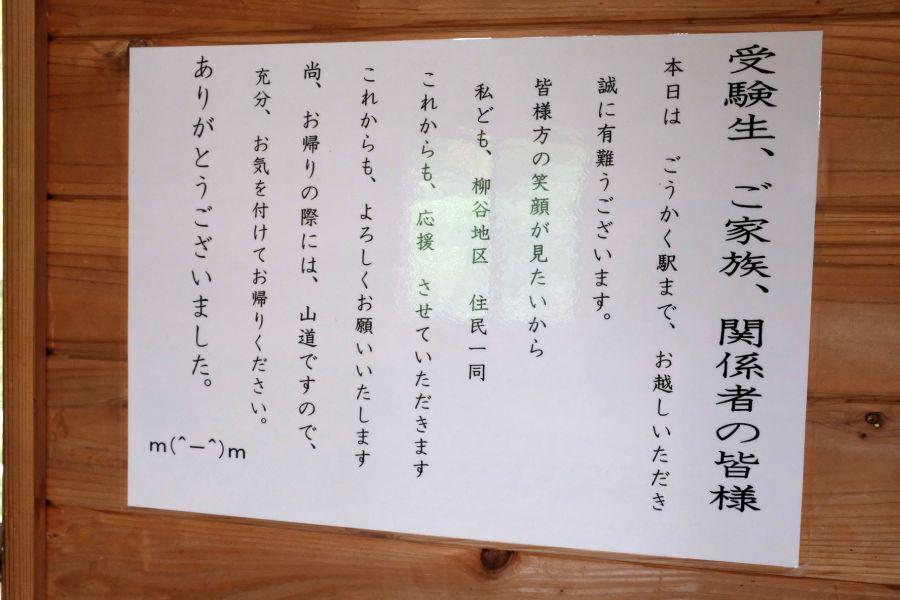 受験生、ご家族、関係者の皆様
本日は　ごうかく駅まで、お越しいただき
誠に有難うございます。
皆様方の笑顔が見たいから
私ども、柳谷地区　住民一同
これからも、応援　させていただきます
これからも、よろしくお願いいたします
尚、お帰りの際には、山道ですので、
充分、お気を付けてお帰りください。
ありがとうございました。
m(^－^)m